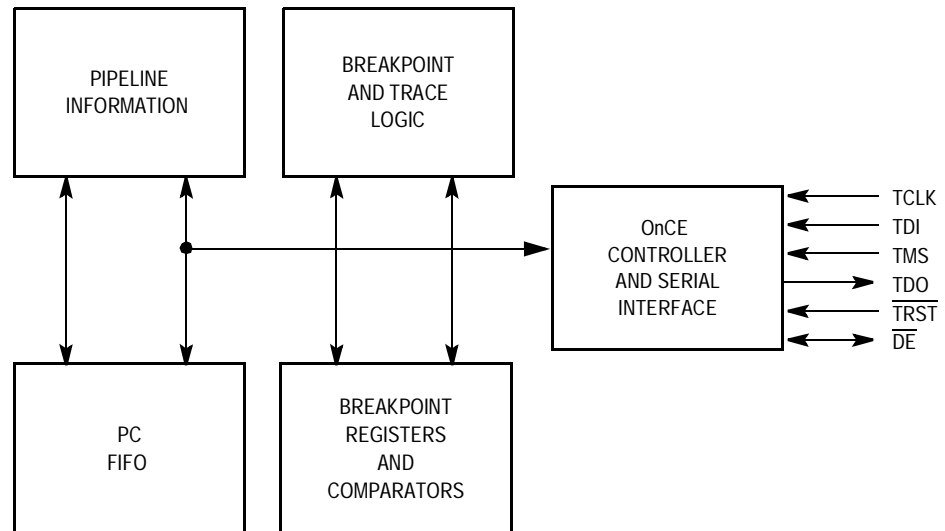 PIPELINE
INFORMATION
BREAKPOINT
AND TRACE
LOGIC
OnCE
CONTROLLER
AND SERIAL
INTERFACE
TCLK
TDI
TMS
TDO
TRST
DE
PC
FIFO
BREAKPOINT
REGISTERS
AND
COMPARATORS